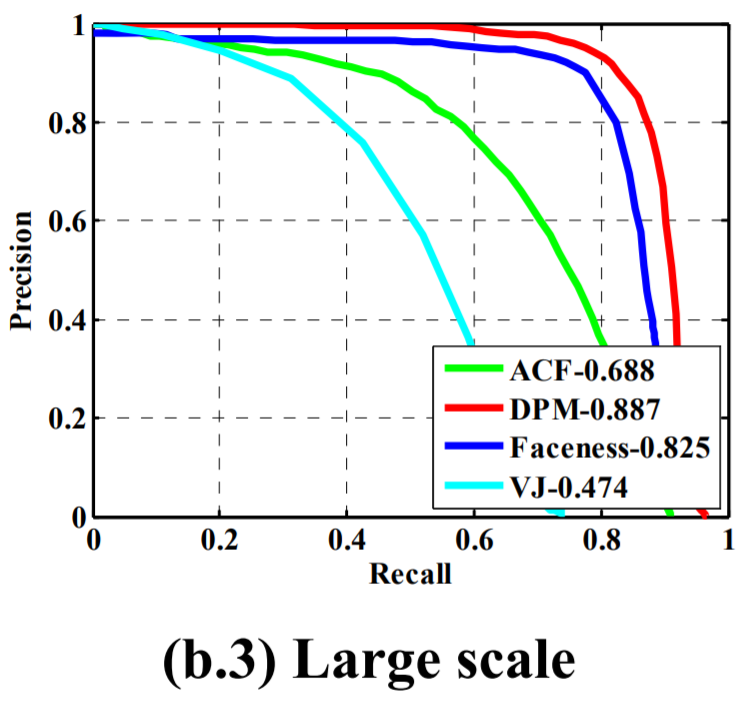 1
0.8
0.6
0.4
0.2
0
Precision
ACF-0.688
DPM-0.887
Faceness-0.825
VJ-0.474
0 0.2 0.4 0.6 0.8 1
Recall
(b.3) Large scale